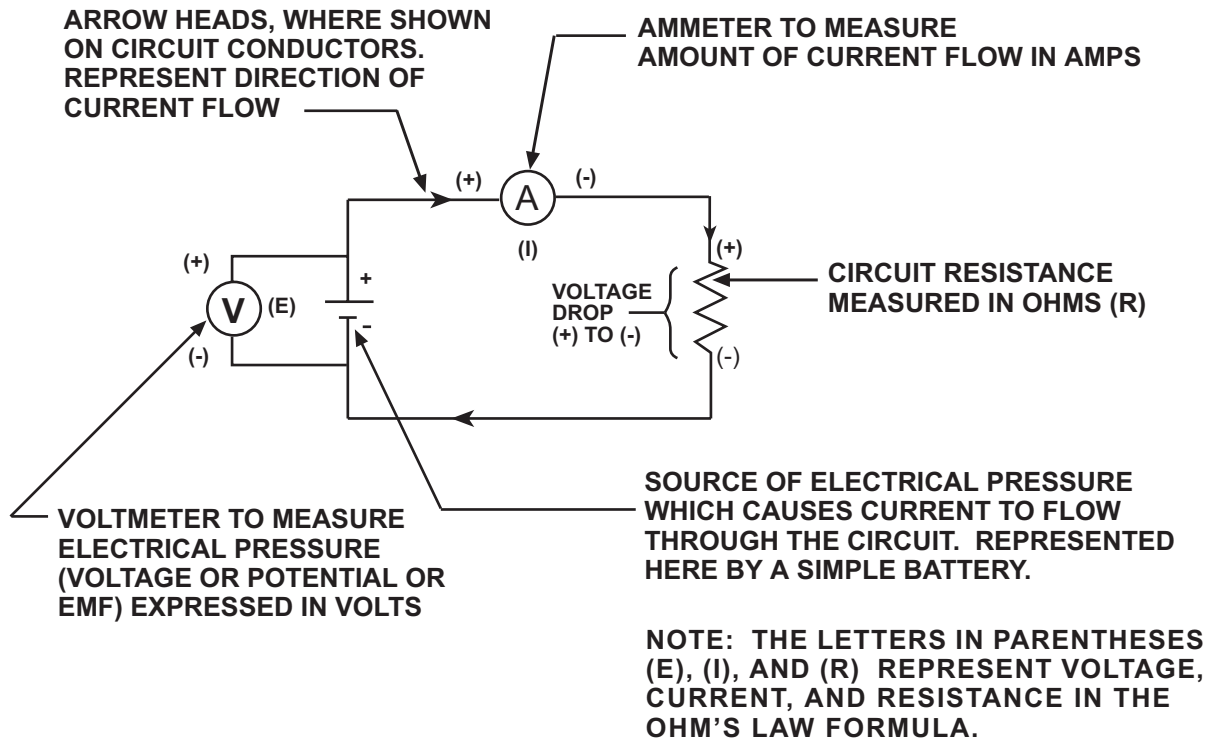 ARROW HEADS, WHERE SHOWN
ON CIRCUIT CONDUCTORS.
REPRESENT DIRECTION OF
CURRENT FLOW
AMMETER TO MEASURE
AMOUNT OF CURRENT FLOW IN AMPS
(+)
A
(-)
(I)
(+)
V
(E)
(-)
+
-
VOLTAGE
DROP
(+) TO (-)
(+)
(-)
CIRCUIT RESISTANCE
MEASURED IN OHMS (R)
VOLTMETER TO MEASURE
ELECTRICAL PRESSURE
(VOLTAGE OR POTENTIAL OR
EMF) EXPRESSED IN VOLTS
SOURCE OF ELECTRICAL PRESSURE
WHICH CAUSES CURRENT TO FLOW
THROUGH THE CIRCUIT. REPRESENTED
HERE BY A SIMPLE BATTERY.
NOTE: THE LETTERS IN PARENTHESES
(E), (I), AND (R) REPRESENT VOLTAGE,
CURRENT, AND RESISTANCE IN THE
OHM'S LAW FORMULA.